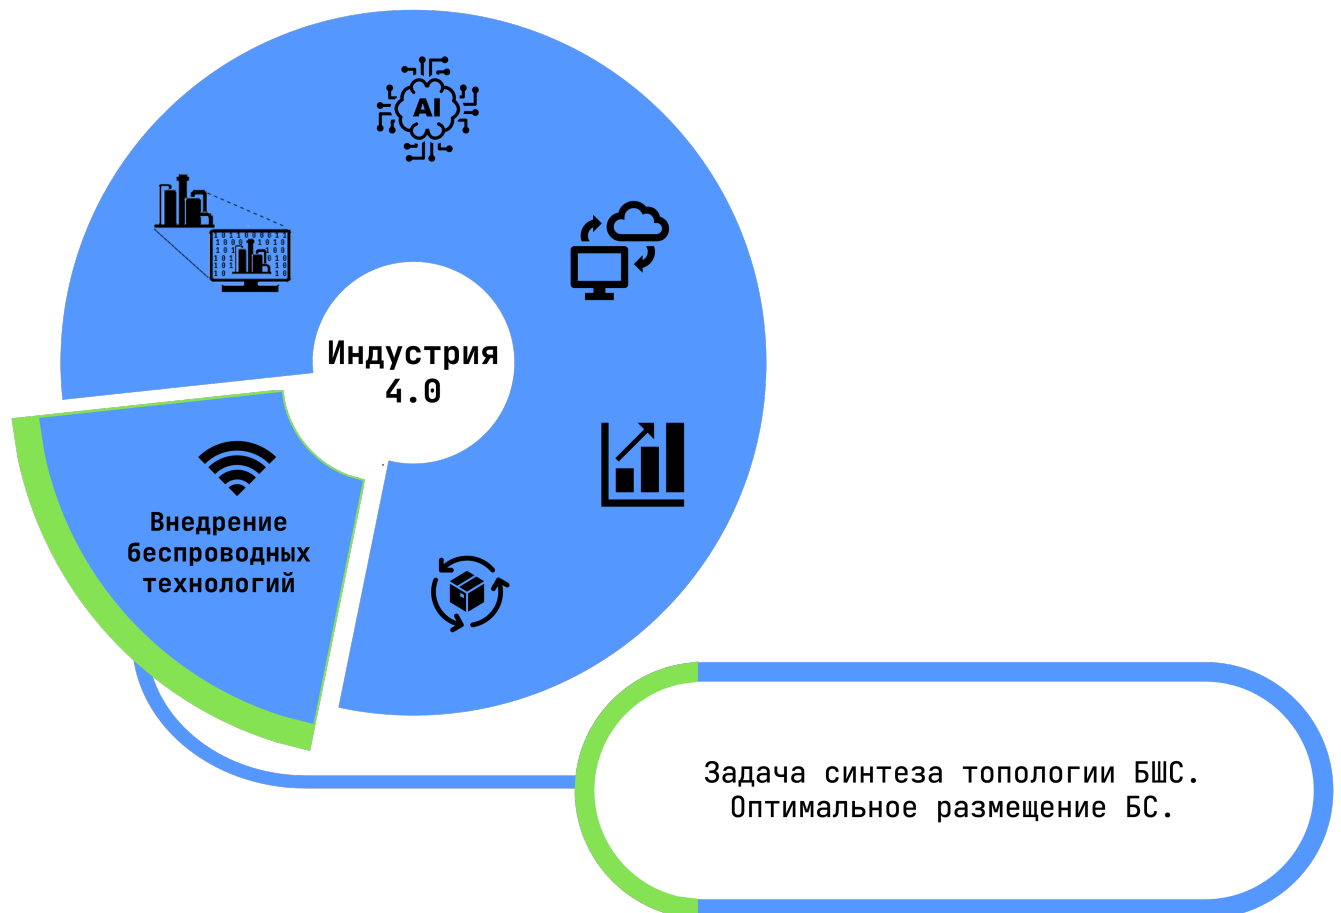 AI
Индустрия
4.0
Внедрение
беспроводных
технологий
Задача синтеза топологии БШС.
Оптимальное размещение БС.